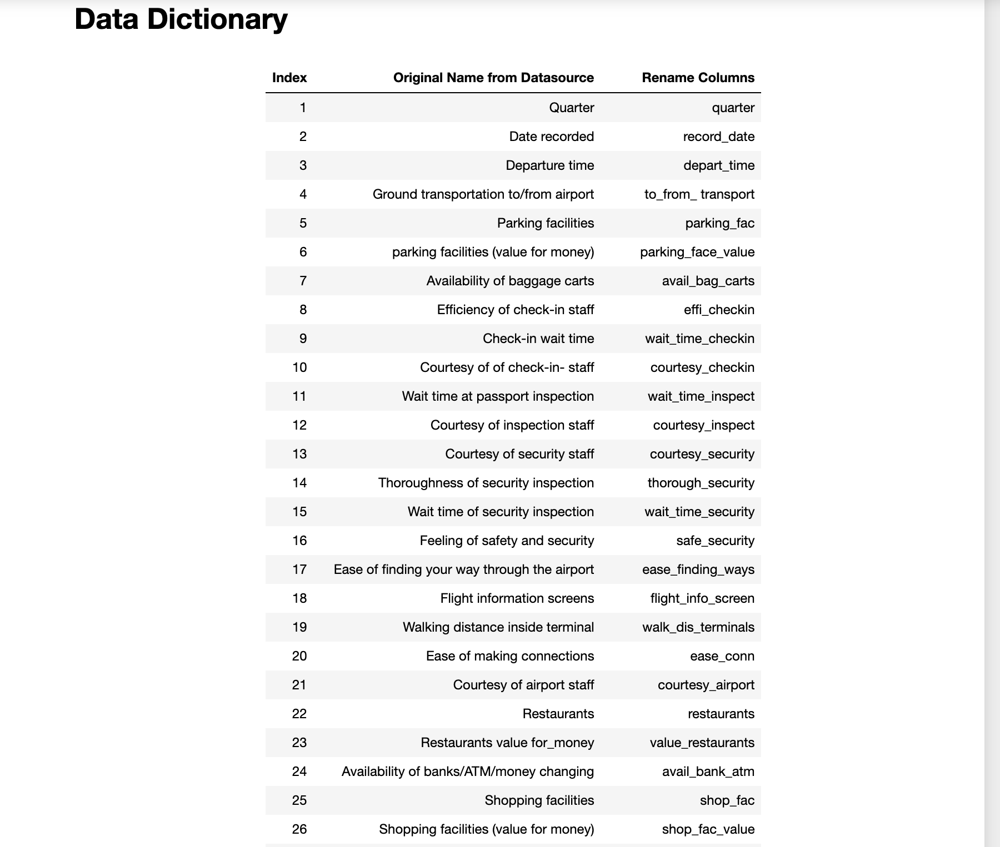 Data Dictionary
Index Original Name from Datasource Rename Columns
1 Quarter quarter
2 Date recorded record_date
3 Departure time depart_time
4 Ground transportation to/from airport to_from_ transport
5 Parking facilities parking_fac
6 parking facilities (value for money) parking_face_value
7 Availability of baggage carts avail_bag_carts
8 Efficiency of check-in staff effi_checkin
9 Check-in wait time wait_time_checkin
10 Courtesy of of check-in- staff courtesy_checkin
11 Wait time at passport inspection wait_time_inspect
12 Courtesy of inspection staff courtesy_inspect
13 Courtesy of security staff courtesy_security
14 Thoroughness of security inspection thorough_security
15 Wait time of security inspection wait_time_security
16 Feeling of safety and security safe_security
17 Ease of finding your way through the airport ease_finding_ways
18 Flight information screens flight_info_screen
19 Walking distance inside terminal walk_dis_terminals
20 Ease of making connections ease_conn
21 Courtesy of airport staff courtesy_airport
22 Restaurants restaurants
23 Restaurants value for_money value_restaurants
24 Availability of banks/ATM/money changing avail_bank_atm
25 Shopping facilities shop_fac
26 Shopping facilities (value for money) shop_fac_value